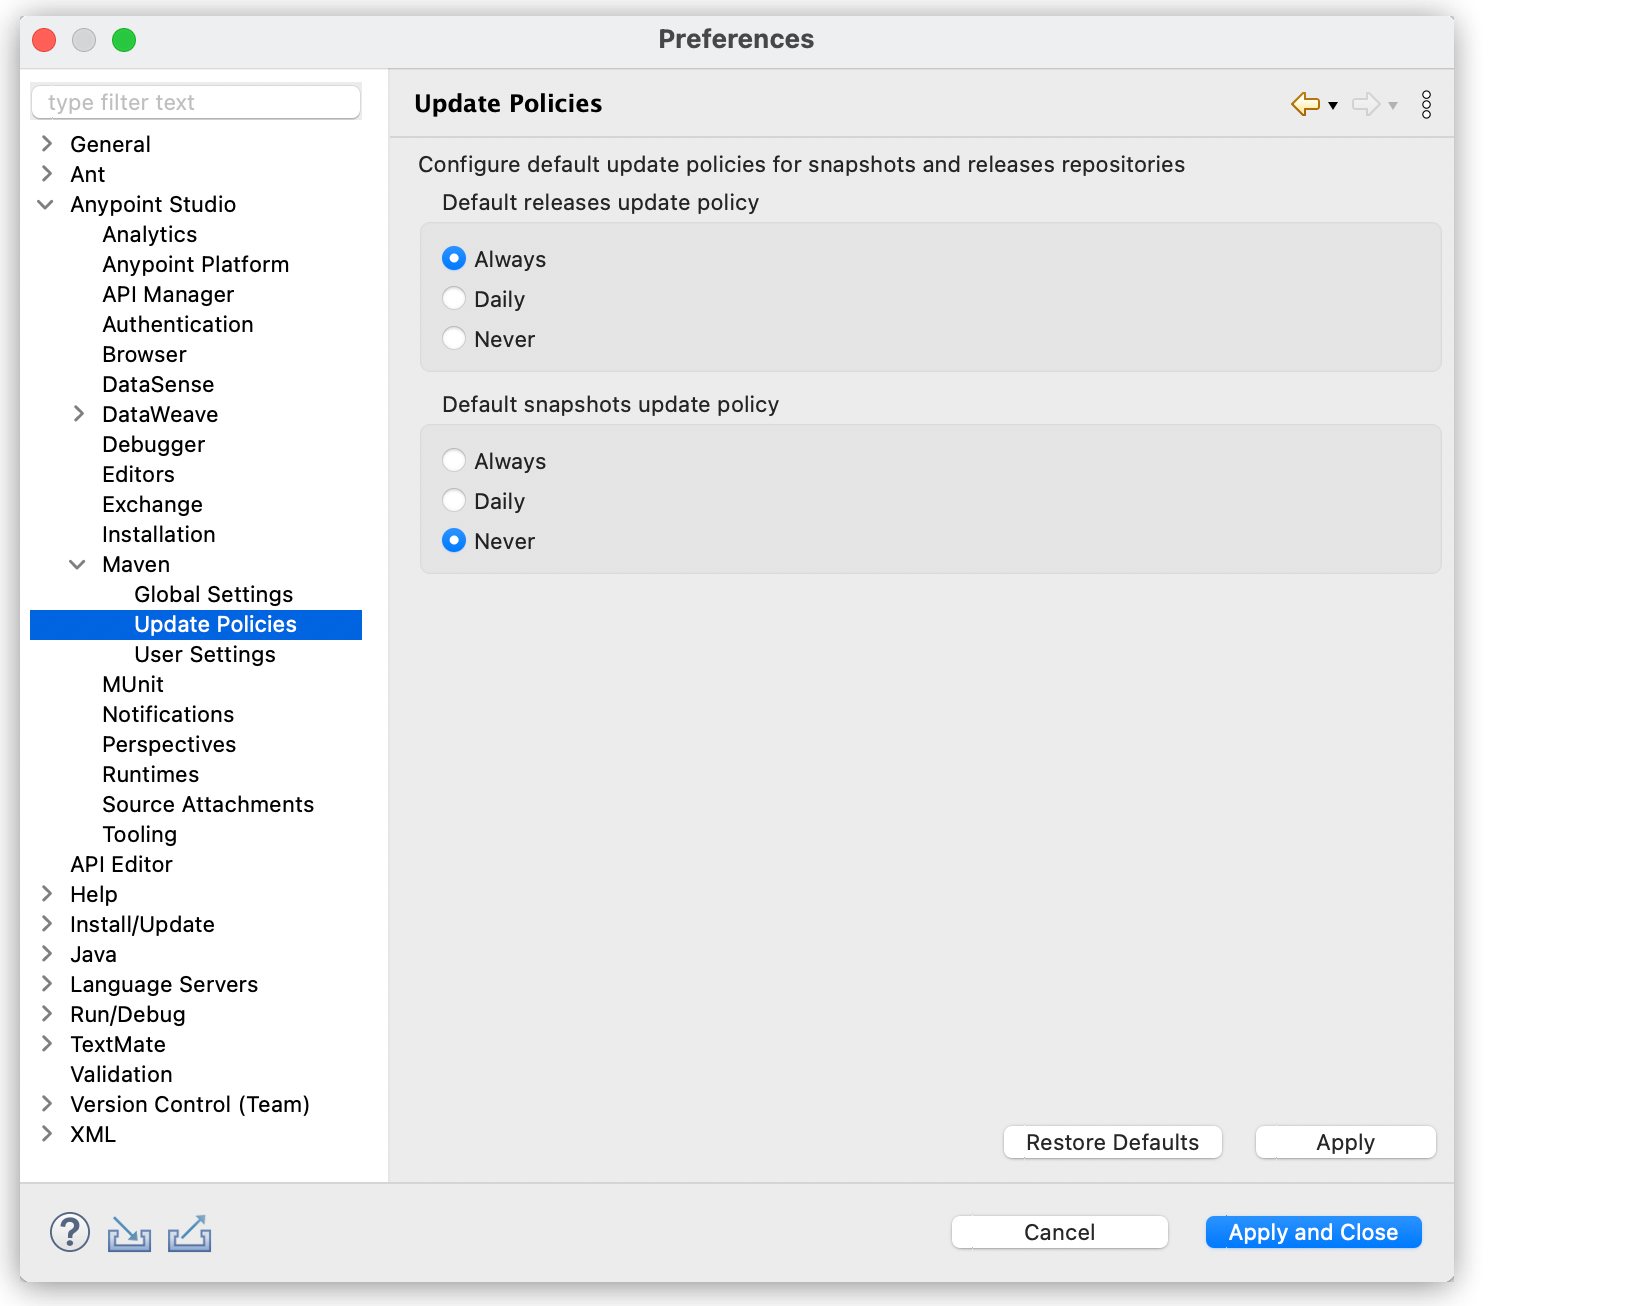 Preferences
type filter text
General
Ant
Anypoint Studio
Analytics
Anypoint Platform
API Manager
Authentication
Browser
DataSense
DataWeave
Debugger
Editors
Exchange
Installation
Maven
Global Settings
Update Policies
User Settings
MUnit
Notifications
Perspectives
Runtimes
Source Attachments
Tooling
API Editor
Help
Install/Update
Java
Language Servers
Run/Debug
TextMate
Validation
Version Control (Team)
XML
Update Policies
Configure default update policies for snapshots and releases repositories
Default releases update policy
Always
Daily
Never
Default snapshots update policy
Always
Daily
Never
Restore Defaults
Apply
?
Cancel
Apply and Close